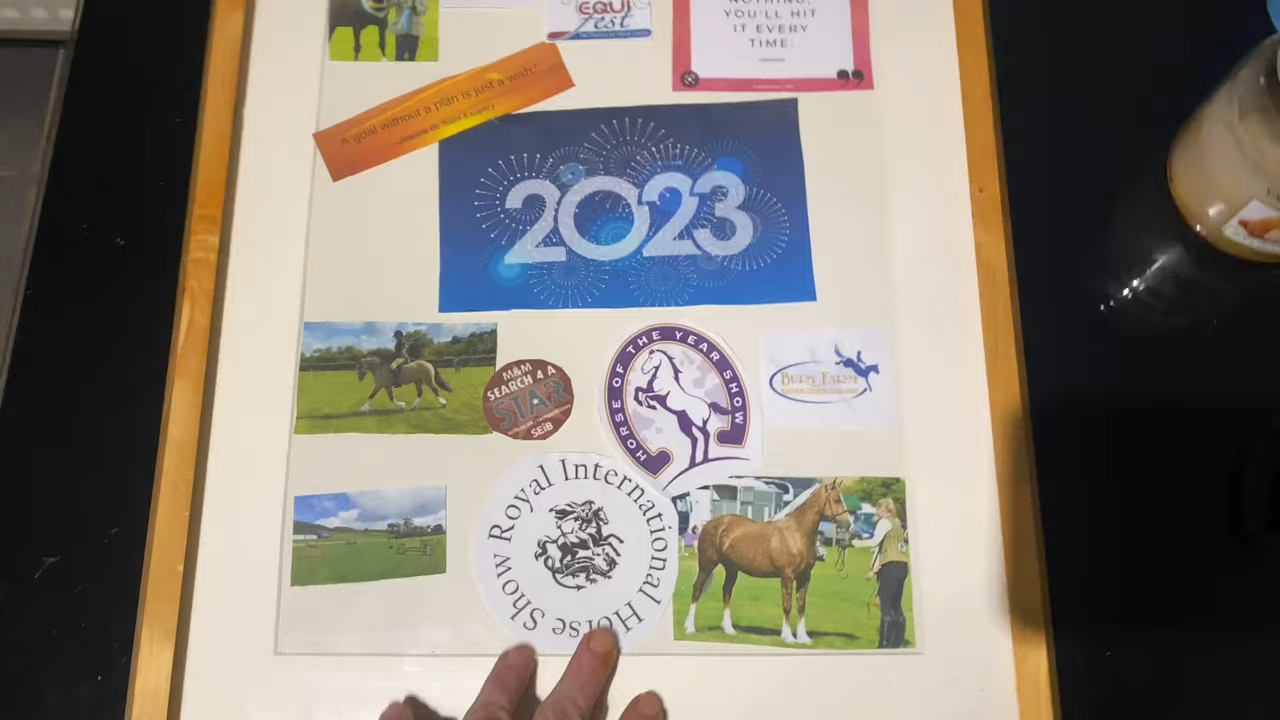 EQUI
fest
NOTHING,
YOU'LL HIT
IT EVERY
TIME.
"A goal without a plan is just a wish."
2023
M&M
SEARCH 4 A
STAR
SEIB
HORSE OF THE YEAR SHOW
BURY FARM
Royal International Horse Show